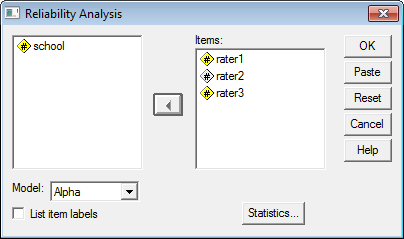 Reliability Analysis
school
Items:
# rater1
# rater2
# rater3
OK
Paste
Reset
Cancel
Help
Model: Alpha
List item labels
Statistics...